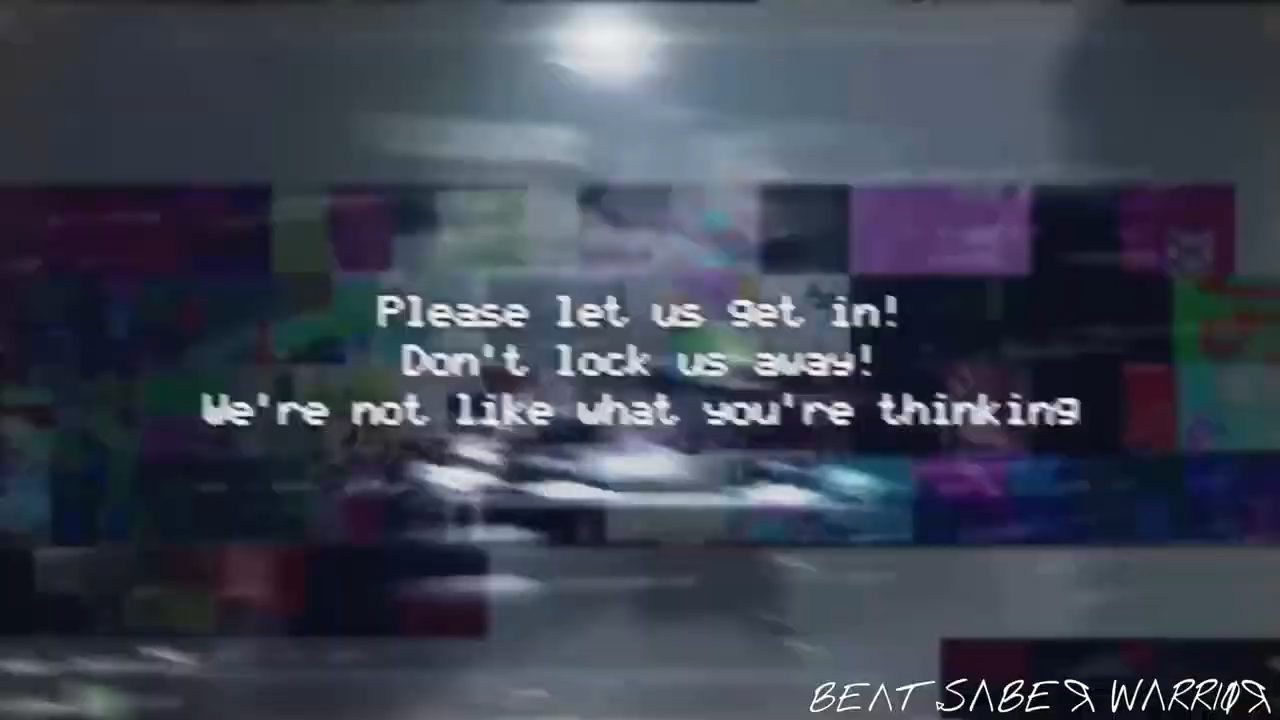 Please let us get in!
Don't lock us away!
We're not like what you're thinking
BEAT SABER WARRIOR